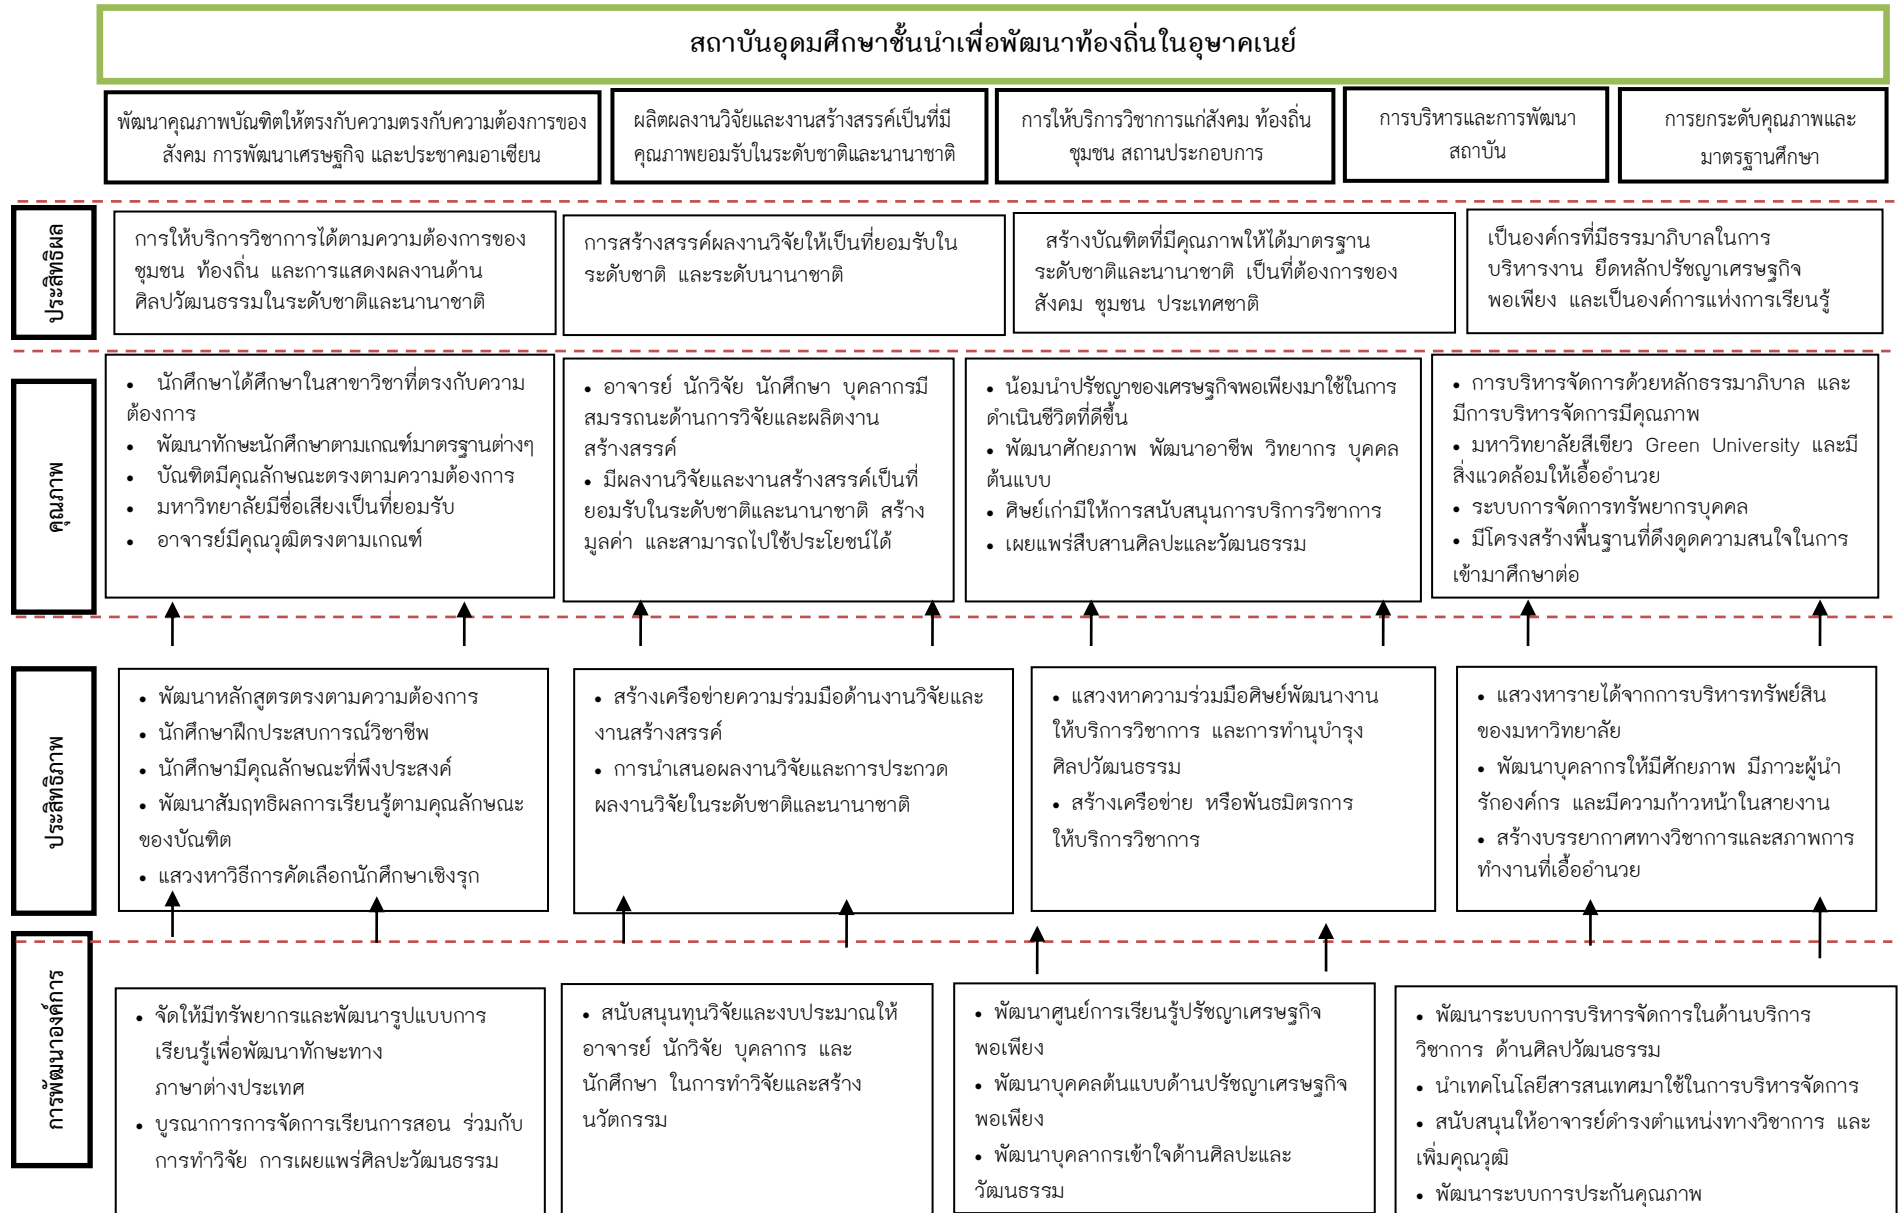 สถาบันอุดมศึกษาชั้นนำเพื่อพัฒนาท้องถิ่นในอุษาคเนย์
พัฒนาคุณภาพบัณฑิตให้ตรงกับความตรงกับความต้องการของ
สังคม การพัฒนาเศรษฐกิจ และประชาคมอาเซียน
ผลิตผลงานวิจัยและงานสร้างสรรค์เป็นที่มี
คุณภาพยอมรับในระดับชาติและนานาชาติ
การให้บริการวิชาการแก่สังคม ท้องถิ่น
ชุมชน สถานประกอบการ
การบริหารและการพัฒนา
สถาบัน
การยกระดับคุณภาพและ
มาตรฐานศึกษา
ประสิทธิผล
การให้บริการวิชาการได้ตามความต้องการของ
ชุมชน ท้องถิ่น และการแสดงผลงานด้าน
ศิลปวัฒนธรรมในระดับชาติและนานาชาติ
การสร้างสรรค์ผลงานวิจัยให้เป็นที่ยอมรับใน
ระดับชาติ และระดับนานาชาติ
สร้างบัณฑิตที่มีคุณภาพให้ได้มาตรฐาน
ระดับชาติและนานาชาติ เป็นที่ต้องการของ
สังคม ชุมชน ประเทศชาติ
เป็นองค์กรที่มีธรรมาภิบาลในการ
บริหารงาน ยึดหลักปรัชญาเศรษฐกิจ
พอเพียง และเป็นองค์การแห่งการเรียนรู้
คุณภาพ
• นักศึกษาได้ศึกษาในสาขาวิชาที่ตรงกับความ
ต้องการ
• พัฒนาทักษะนักศึกษาตามเกณฑ์มาตรฐานต่างๆ
• บัณฑิตมีคุณลักษณะตรงตามความต้องการ
• มหาวิทยาลัยมีชื่อเสียงเป็นที่ยอมรับ
• อาจารย์มีคุณวุฒิตรงตามเกณฑ์
• อาจารย์ นักวิจัย นักศึกษา บุคลากรมี
สมรรถนะด้านการวิจัยและผลิตงาน
สร้างสรรค์
• มีผลงานวิจัยและงานสร้างสรรค์เป็นที่
ยอมรับในระดับชาติและนานาชาติ สร้าง
มูลค่า และสามารถไปใช้ประโยชน์ได้
• น้อมนำปรัชญาของเศรษฐกิจพอเพียงมาใช้ในการ
ดำเนินชีวิตที่ดีขึ้น
• พัฒนาศักยภาพ พัฒนาอาชีพ วิทยากร บุคคล
ต้นแบบ
• ศิษย์เก่ามีให้การสนับสนุนการบริการวิชาการ
• เผยแพร่สืบสานศิลปะและวัฒนธรรม
• การบริหารจัดการด้วยหลักธรรมาภิบาล และ
มีการบริหารจัดการมีคุณภาพ
• มหาวิทยาลัยสีเขียว Green University และมี
สิ่งแวดล้อมให้เอื้ออำนวย
• ระบบการจัดการทรัพยากรบุคคล
• มีโครงสร้างพื้นฐานที่ดึงดูดความสนใจในการ
เข้ามาศึกษาต่อ
ประสิทธิภาพ
• พัฒนาหลักสูตรตรงตามความต้องการ
• นักศึกษาฝึกประสบการณ์วิชาชีพ
• นักศึกษามีคุณลักษณะที่พึงประสงค์
• พัฒนาสัมฤทธิผลการเรียนรู้ตามคุณลักษณะ
ของบัณฑิต
• แสวงหาวิธีการคัดเลือกนักศึกษาเชิงรุก
• สร้างเครือข่ายความร่วมมือด้านงานวิจัยและ
งานสร้างสรรค์
• การนำเสนอผลงานวิจัยและการประกวด
ผลงานวิจัยในระดับชาติและนานาชาติ
• แสวงหาความร่วมมือศิษย์พัฒนางาน
ให้บริการวิชาการ และการทำนุบำรุง
ศิลปวัฒนธรรม
• สร้างเครือข่าย หรือพันธมิตรการ
ให้บริการวิชาการ
• แสวงหารายได้จากการบริหารทรัพย์สิน
ของมหาวิทยาลัย
• พัฒนาบุคลากรให้มีศักยภาพ มีภาวะผู้นำ
รักองค์กร และมีความก้าวหน้าในสายงาน
• สร้างบรรยากาศทางวิชาการและสภาพการ
ทำงานที่เอื้ออำนวย
การพัฒนาองค์การ
• จัดให้มีทรัพยากรและพัฒนารูปแบบการ
เรียนรู้เพื่อพัฒนาทักษะทาง
ภาษาต่างประเทศ
• บูรณาการการจัดการเรียนการสอน ร่วมกับ
การทำวิจัย การเผยแพร่ศิลปะวัฒนธรรม
• สนับสนุนทุนวิจัยและงบประมาณให้
อาจารย์ นักวิจัย บุคลากร และ
นักศึกษา ในการทำวิจัยและสร้าง
นวัตกรรม
• พัฒนาศูนย์การเรียนรู้ปรัชญาเศรษฐกิจ
พอเพียง
• พัฒนาบุคคลต้นแบบด้านปรัชญาเศรษฐกิจ
พอเพียง
• พัฒนาบุคลากรเข้าใจด้านศิลปะและ
วัฒนธรรม
• พัฒนาระบบการบริหารจัดการในด้านบริการ
วิชาการ ด้านศิลปวัฒนธรรม
• นำเทคโนโลยีสารสนเทศมาใช้ในการบริหารจัดการ
• สนับสนุนให้อาจารย์ดำรงตำแหน่งทางวิชาการ และ
เพิ่มคุณวุฒิ
• พัฒนาระบบการประกันคุณภาพ